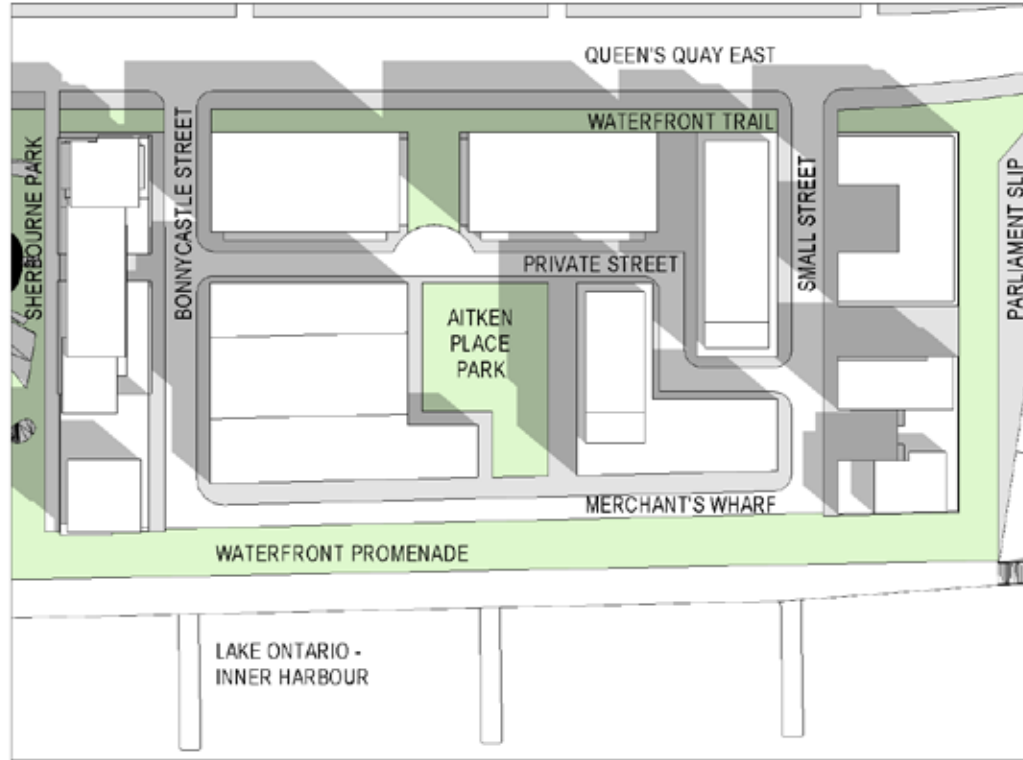 QUEEN'S QUAY EAST
WATERFRONT TRAIL
SHERBOURNE PARK
BONNYCASTLE STREET
SMALL STREET
PARLIAMENT SLIP
PRIVATE STREET
AITKEN
PLACE
PARK
MERCHANT'S WHARF
WATERFRONT PROMENADE
LAKE ONTARIO -
INNER HARBOUR